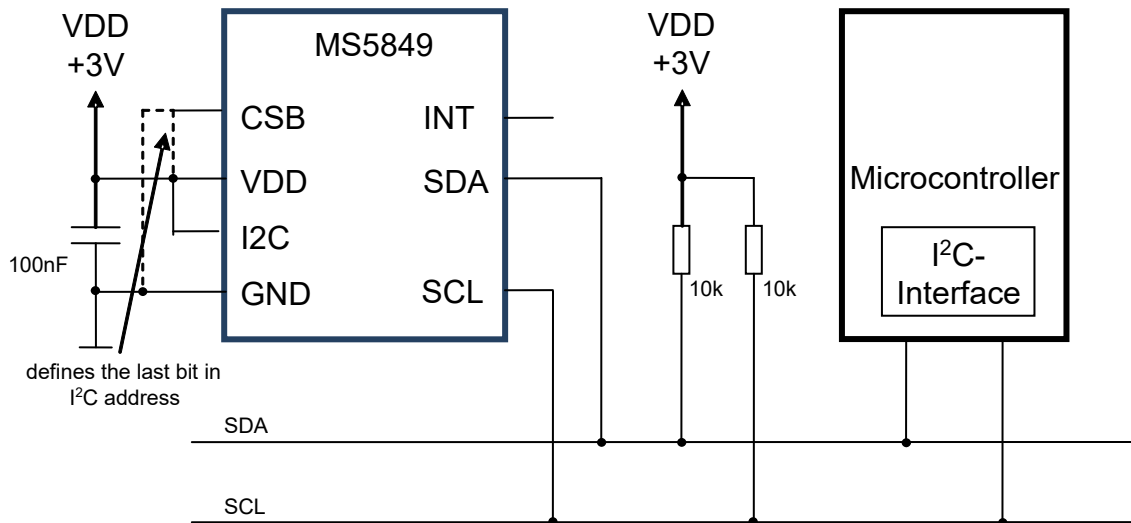 VDD
+3V
MS5849
CSB
VDD
I2C
GND
INT
SDA
SCL
100nF
defines the last bit in
I²C address
VDD
+3V
10k
10k
Microcontroller
I²C-
Interface
SDA
SCL